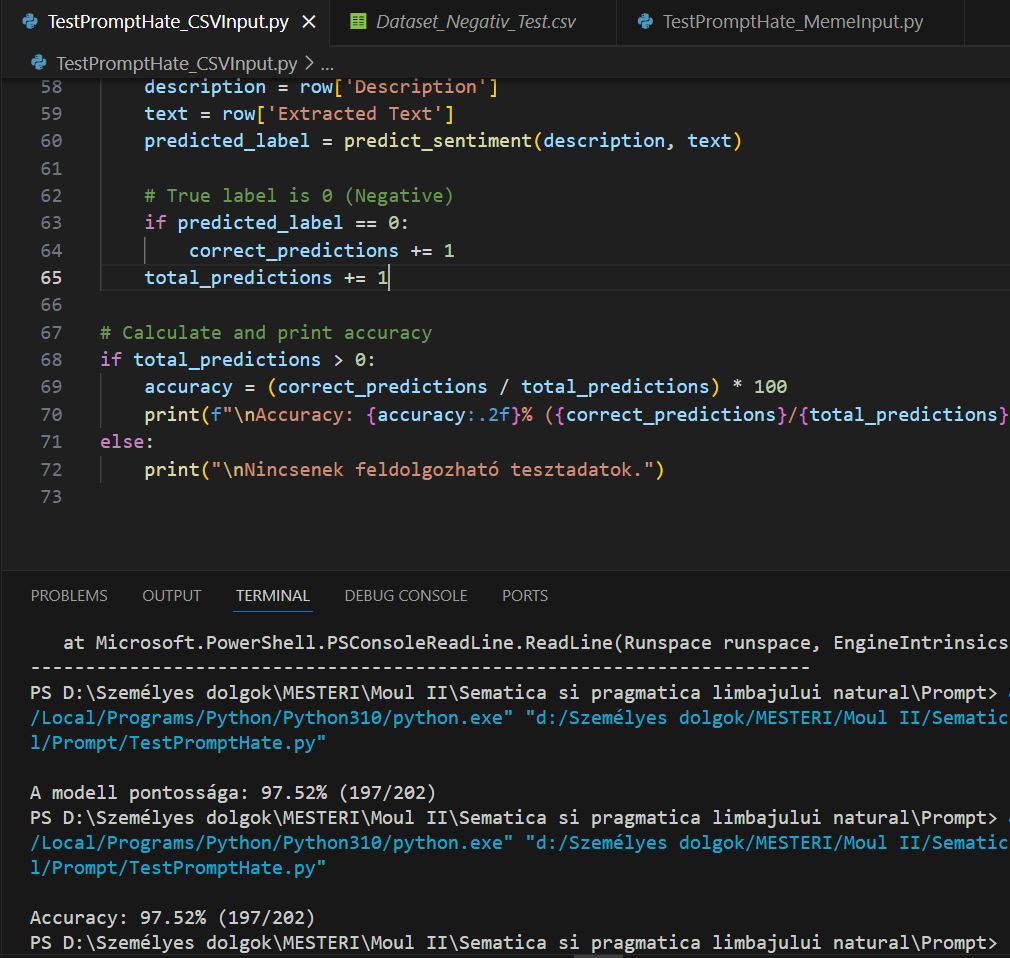 TestPromptHate_CSVInput.py Dataset_Negativ_Test.csv TestPromptHate_MemeInput.py
TestPromptHate_CSVInput.py > ...
58 description = row['Description']
59 text = row['Extracted Text']
60 predicted_label = predict_sentiment(description, text)
61
62 # True label is 0 (Negative)
63 if predicted_label == 0:
64 correct_predictions += 1
65 total_predictions += 1
66
67 # Calculate and print accuracy
68 if total_predictions > 0:
69 accuracy = (correct_predictions / total_predictions) * 100
70 print(f"\nAccuracy: {accuracy:.2f}% ({correct_predictions}/{total_predictions}
71 else:
72 print("\nNincsenek feldolgozható tesztadatok.")
73
PROBLEMS OUTPUT TERMINAL DEBUG CONSOLE PORTS
at Microsoft.PowerShell.PSConsoleReadLine.ReadLine(Runspace runspace, EngineIntrinsics
-----------------------------------------------------------------------
PS D:\Személyes dolgok\MESTERI\Moul II\Sematica si pragmatica limbajului natural\Prompt>
/Local/Programs/Python/Python310/python.exe" "d:/Személyes dolgok/MESTERI/Moul II/Sematic
l/Prompt/TestPromptHate.py"
A modell pontossága: 97.52% (197/202)
PS D:\Személyes dolgok\MESTERI\Moul II\Sematica si pragmatica limbajului natural\Prompt>
/Local/Programs/Python/Python310/python.exe" "d:/Személyes dolgok/MESTERI/Moul II/Sematic
l/Prompt/TestPromptHate.py"
Accuracy: 97.52% (197/202)
PS D:\Személyes dolgok\MESTERI\Moul II\Sematica si pragmatica limbajului natural\Prompt>